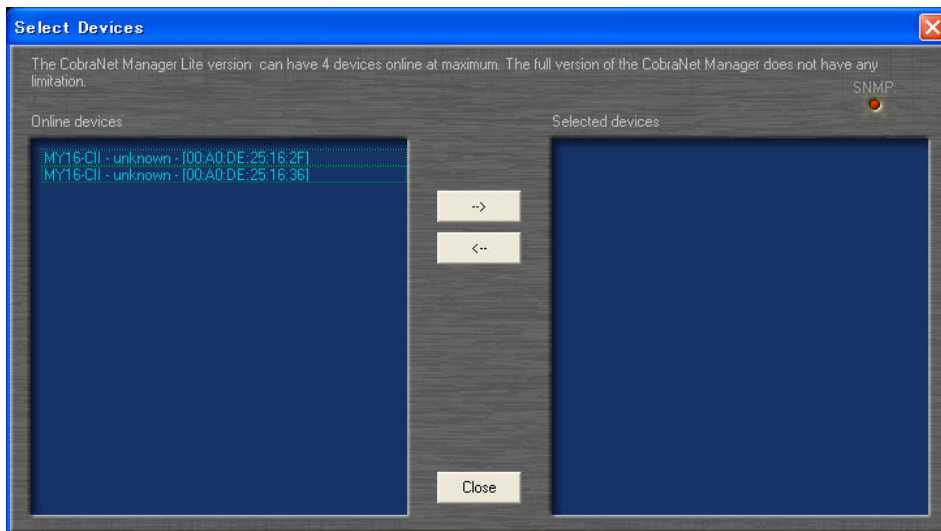 Select Devices
The CobraNet Manager Lite version can have 4 devices online at maximum. The full version of the CobraNet Manager does not have any
limitation.
SNMP:
Online devices
Selected devices
MY16-CII - unknown - [00:A0:DE:25:16:2F]
MY16-CII - unknown - [00:A0:DE:25:16:36]
-->
<--
Close